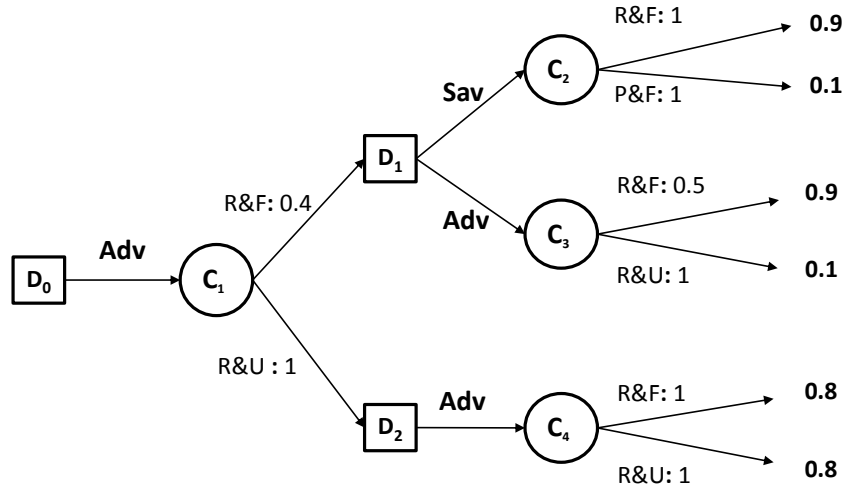 R&F: 1
0.9
C₂
Sav
P&F: 1
0.1
D₁
R&F: 0.5
0.9
R&F: 0.4
Adv
C₃
Adv
R&U: 1
0.1
D₀
C₁
R&U : 1
R&F: 1
0.8
Adv
D₂
C₄
R&U: 1
0.8